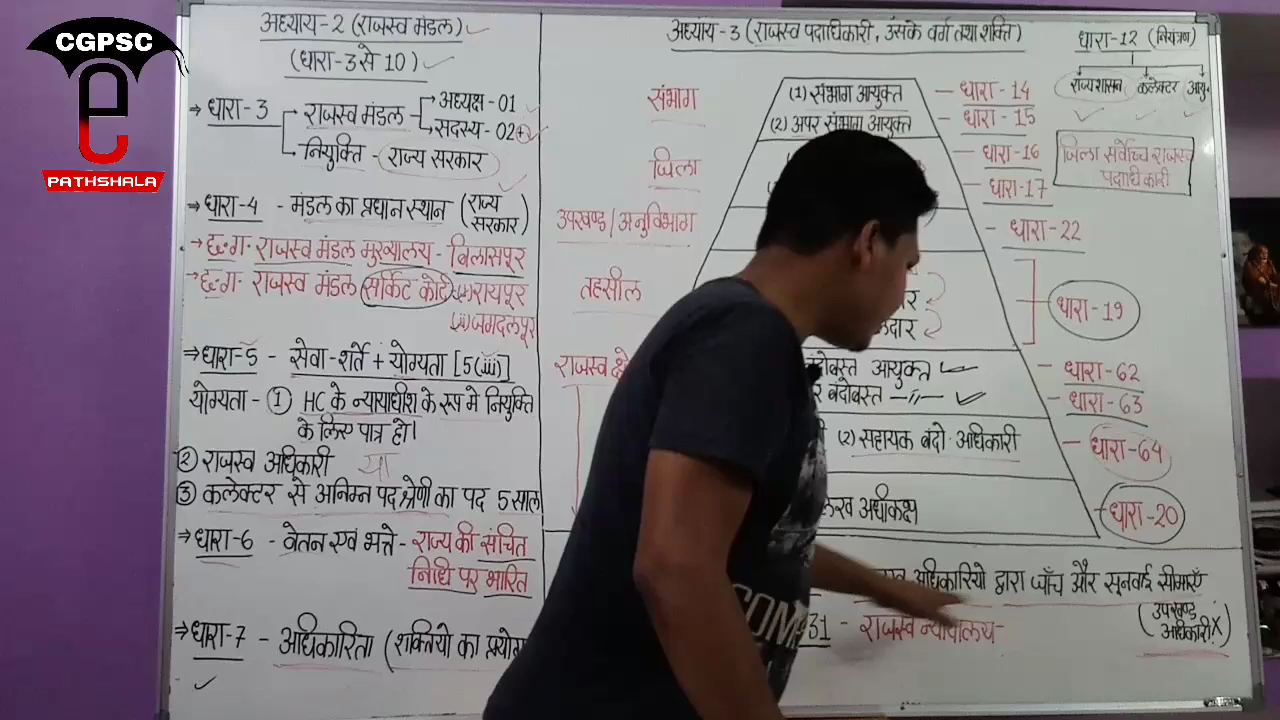 CGPSC
PATHSHALA
अध्याय-2 (राजस्व मंडल)
(धारा-3 से 10)
⇒ धारा-3
राजस्व मंडल
अध्यक्ष-01
सदस्य-02
नियुक्ति - राज्य सरकार
⇒ धारा-4 - मंडल का प्रधान स्थान (राज्य सरकार)
→ छ.ग. राजस्व मंडल मुख्यालय - बिलासपुर
→ छ.ग. राजस्व मंडल सर्किट कोर्ट (i) रायपुर
(ii) जगदलपुर
⇒ धारा-5 - सेवा-शर्ते + योग्यता [5(iii)]
योग्यता - ① HC के न्यायाधीश के रूप मे नियुक्ति
के लिए पात्र हो।
② राजस्व अधिकारी या
③ कलेक्टर से अनिम्न पद श्रेणी का पद 5 साल
⇒ धारा-6 - वेतन एवं भत्ते - राज्य की संचित
निधि पर भारित
⇒ धारा-7 - अधिकारिता (शक्तियो का प्रयोग
अध्याय-3 (राजस्व पदाधिकारी, उसके वर्ग तथा शक्ति)
धारा-12 (नियंत्रण)
राज्य शासन कलेक्टर आयु
संभाग
(1) संभाग आयुक्त - धारा-14
(2) अपर संभाग आयुक्त - धारा-15
जिला
- धारा-16
- धारा-17
जिला सर्वोच्च राजस्व
पदाधिकारी
उपखण्ड/अनुविभाग
- धारा-22
तहसील
धारा-19
राजस्व क्षे
बंदोबस्त आयुक्त - धारा-62
र बंदोबस्त -〃- - धारा-63
(2) सहायक बंदो. अधिकारी - धारा-64
लेख अधीक्षक - धारा-20
अधिकारियो द्वारा जाँच और सुनवाई सीमाएँ
31 - राजस्व न्यायालय-
(उपखण्ड
अधिकारी)